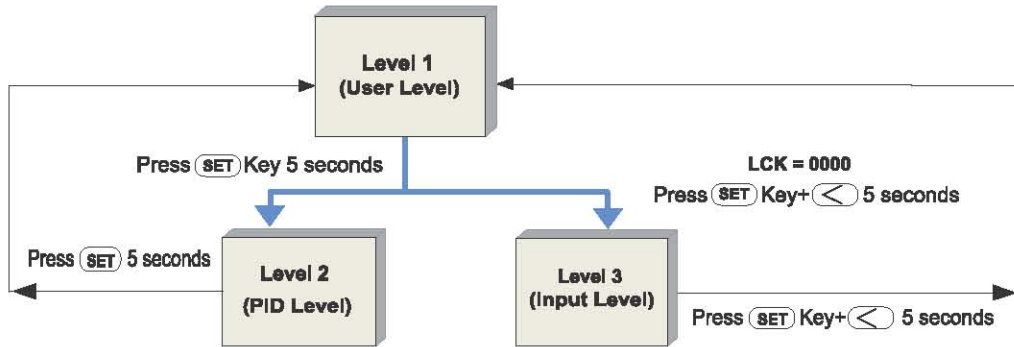 Level 1
(User Level)
Press SET Key 5 seconds
LCK = 0000
Press SET Key+< 5 seconds
Press SET 5 seconds
Level 2
(PID Level)
Level 3
(Input Level)
Press SET Key+< 5 seconds